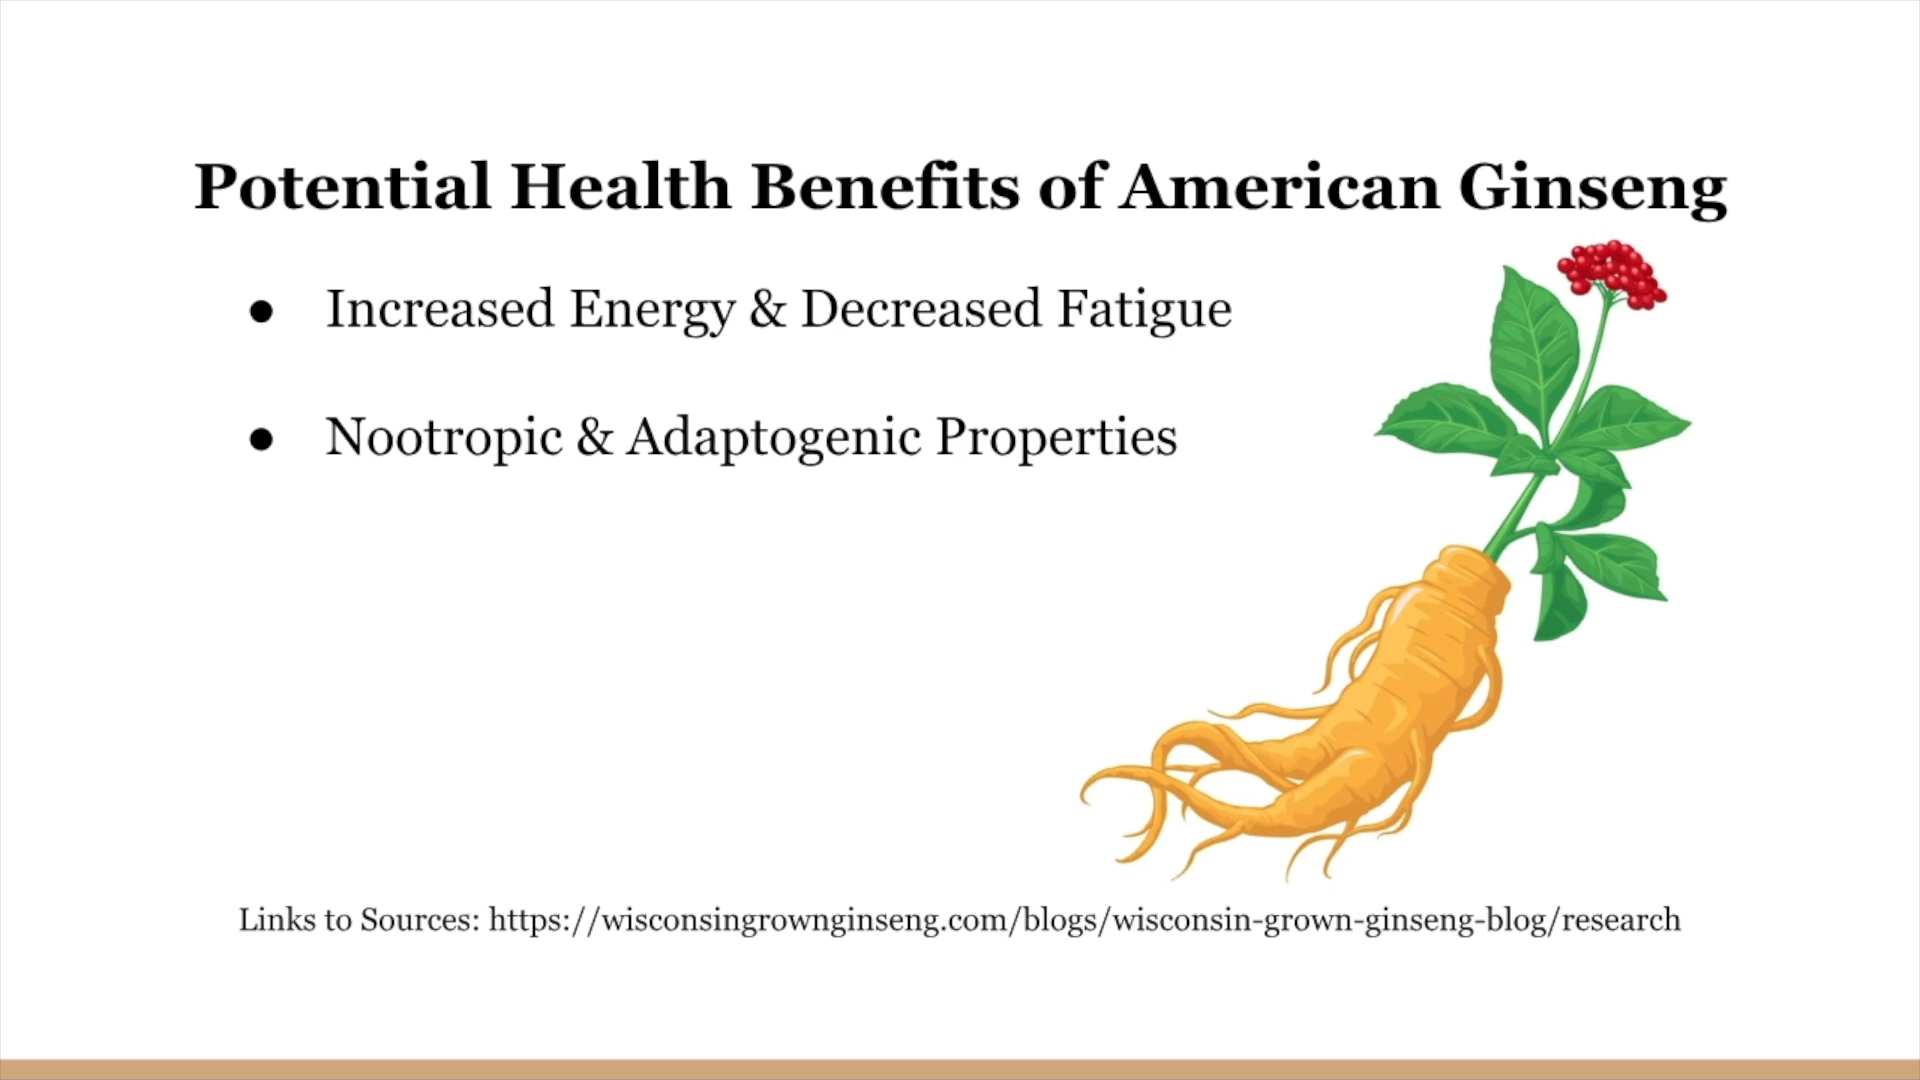 Potential Health Benefits of American Ginseng
● Increased Energy & Decreased Fatigue
● Nootropic & Adaptogenic Properties
Links to Sources: https://wisconsingrownginseng.com/blogs/wisconsin-grown-ginseng-blog/research